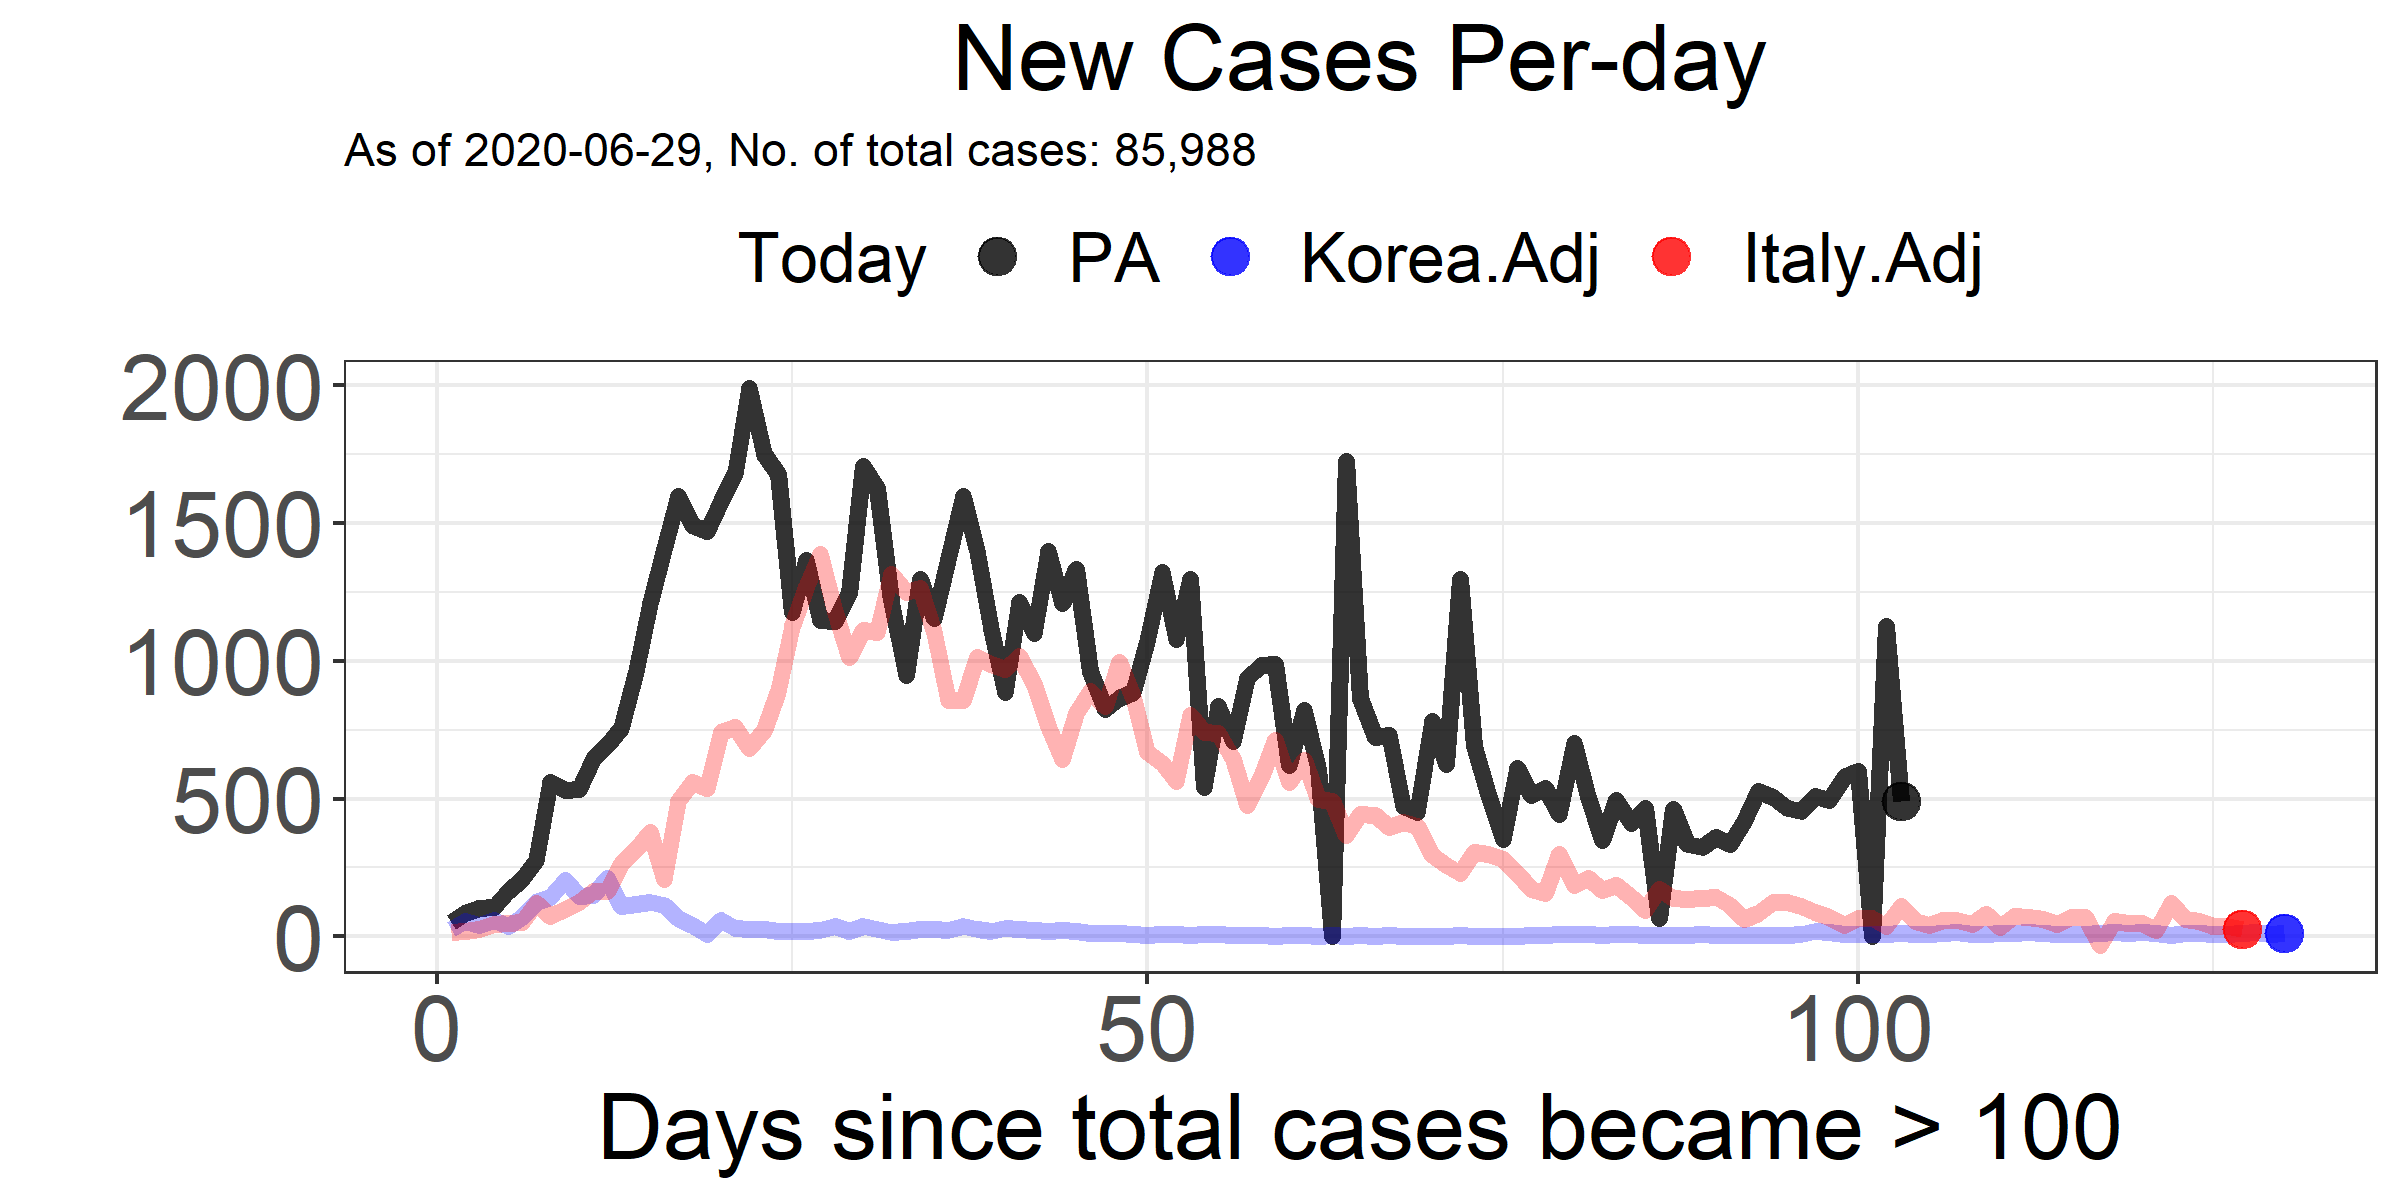 New Cases Per-day
As of 2020-06-29, No. of total cases: 85,988
Today PA Korea.Adj Italy.Adj
2000
1500
1000
500
0
0 50 100
Days since total cases became > 100